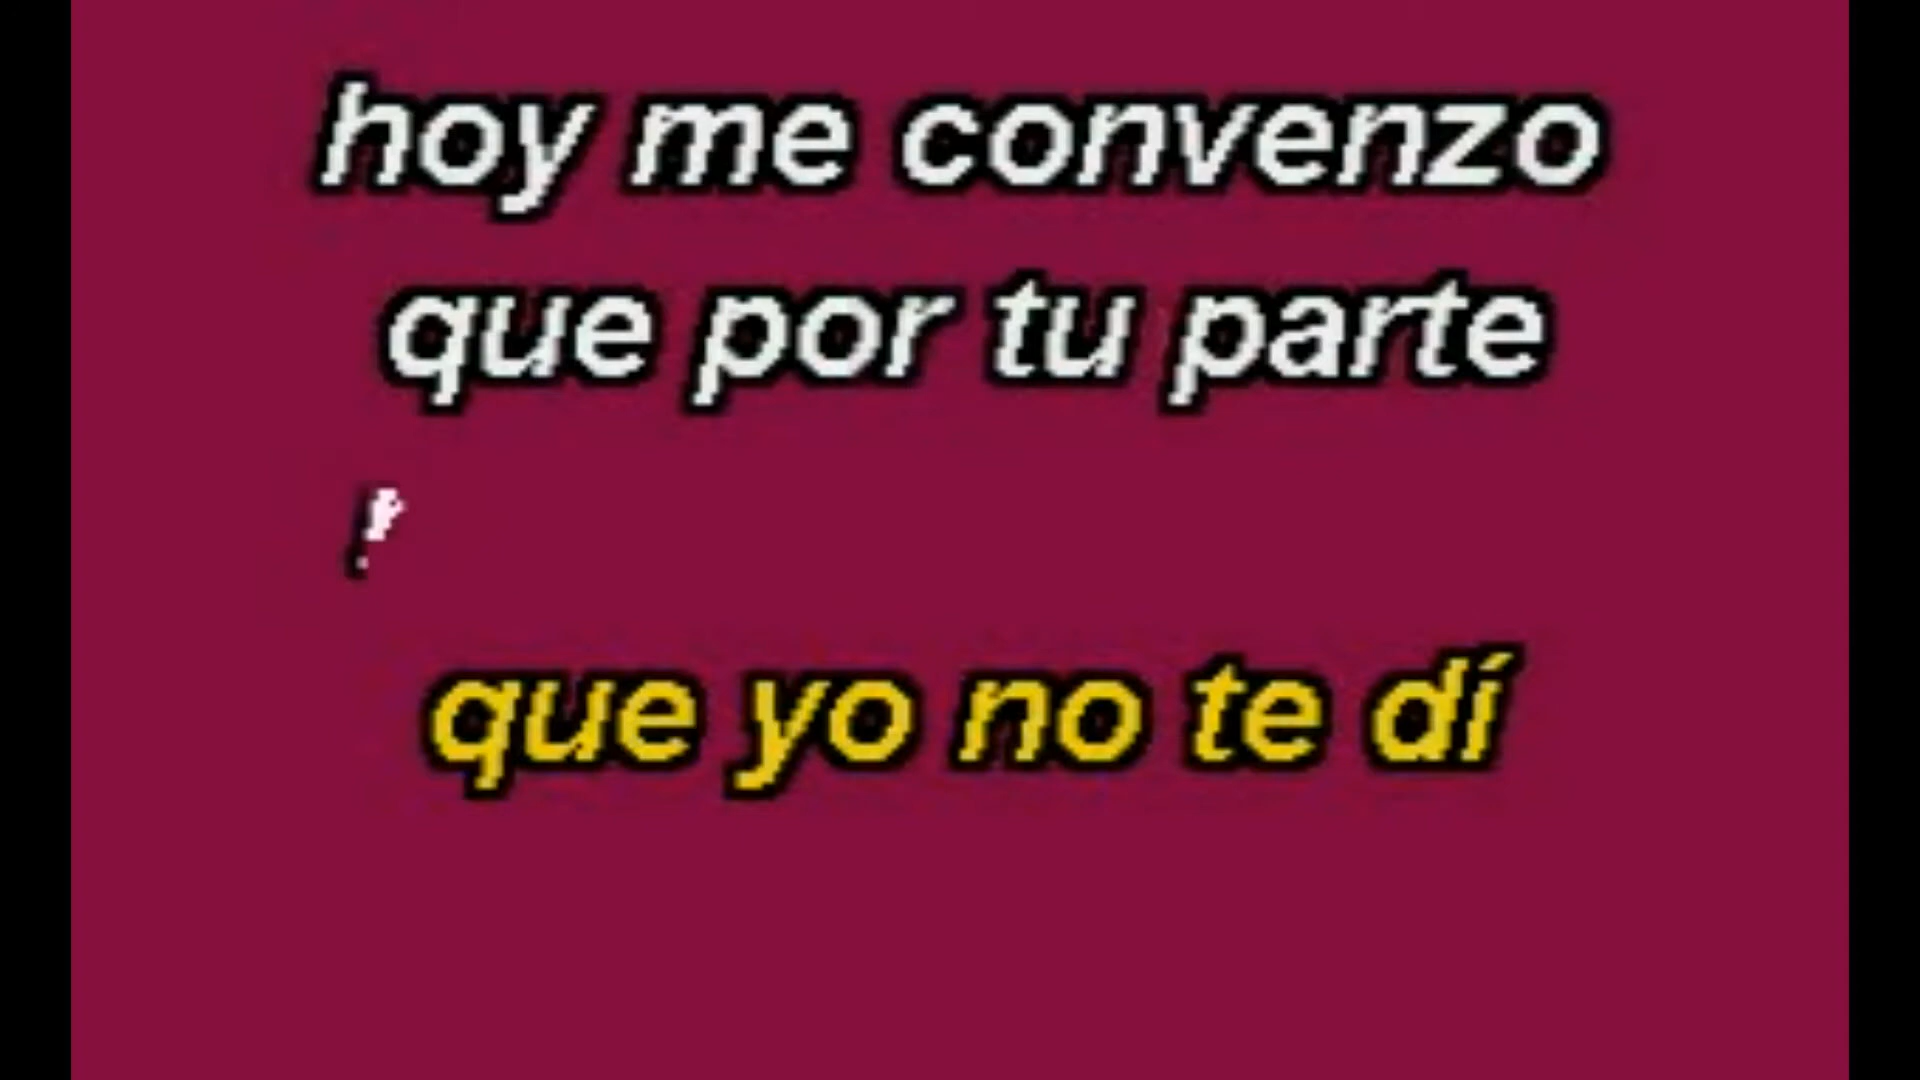 hoy me convenzo
que por tu parte
que yo no te dí